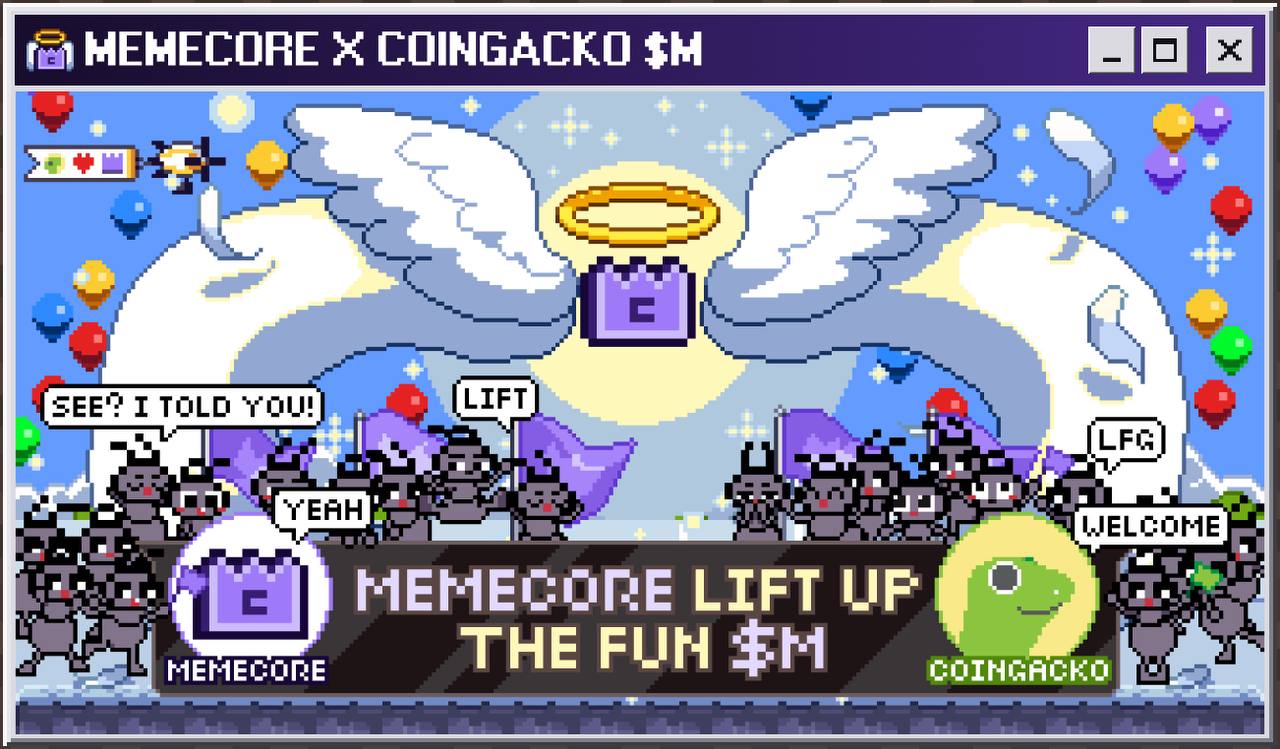 MEMECORE X COINGACKO $M
SEE? I TOLD YOU!
LIFT
LFG
YEAH
WELCOME
MEMECORE LIFT UP
THE FUN $M
MEMECORE
COINGACKO